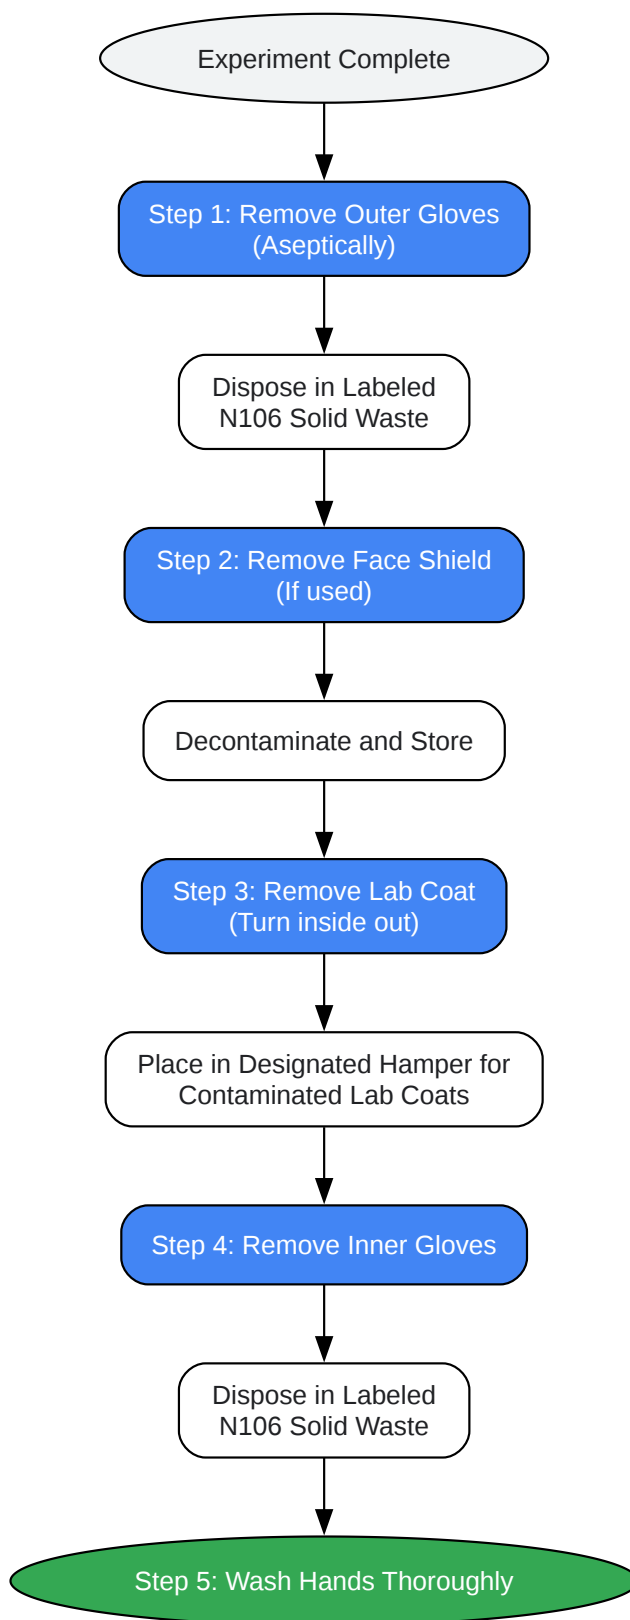 Experiment Complete
Step 1: Remove Outer Gloves
(Aseptically)
Dispose in Labeled
N106 Solid Waste
Step 2: Remove Face Shield
(If used)
Decontaminate and Store
Step 3: Remove Lab Coat
(Turn inside out)
Place in Designated Hamper for
Contaminated Lab Coats
Step 4: Remove Inner Gloves
Dispose in Labeled
N106 Solid Waste
Step 5: Wash Hands Thoroughly